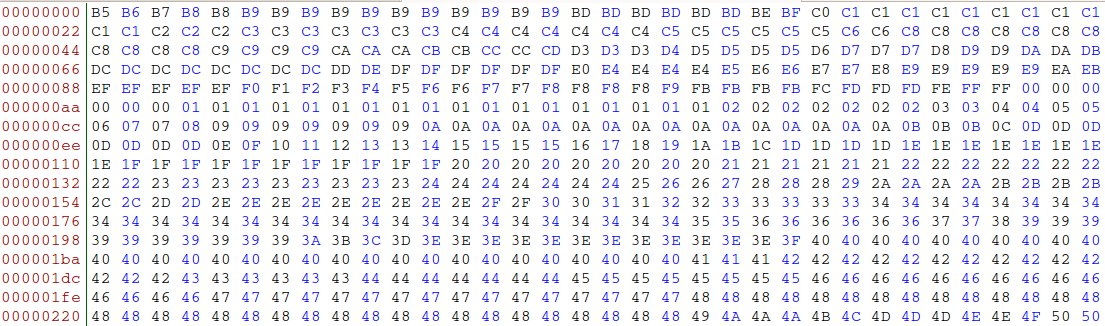 00000000 B5 B6 B7 B8 B8 B9 B9 B9 B9 B9 B9 B9 B9 B9 B9 B9 BD BD BD BD BD BD BE BF C0 C1 C1 C1 C1 C1 C1 C1 C1 C1
00000022 C1 C1 C2 C2 C2 C3 C3 C3 C3 C3 C3 C3 C4 C4 C4 C4 C4 C4 C4 C5 C5 C5 C5 C5 C6 C6 C6 C8 C8 C8 C8 C8 C8 C8
00000044 C8 C8 C8 C8 C9 C9 C9 C9 CA CA CA CB CB CC CC CD D3 D3 D3 D4 D5 D5 D5 D5 D6 D7 D7 D7 D8 D9 D9 DA DA DB
00000066 DC DC DC DC DC DC DC DC DD DE DF DF DF DF DF DF E0 E4 E4 E4 E4 E5 E6 E6 E7 E7 E8 E9 E9 E9 E9 E9 EA EB
00000088 EF EF EF EF EF F0 F1 F2 F3 F4 F5 F6 F6 F7 F7 F8 F8 F8 F8 F9 FB FB FB FB FC FD FD FD FE FF FF 00 00 00
000000aa 00 00 00 01 01 01 01 01 01 01 01 01 01 01 01 01 01 01 01 01 01 02 02 02 02 02 02 02 03 03 04 04 05 05
000000cc 06 07 07 08 09 09 09 09 09 09 09 0A 0A 0A 0A 0A 0A 0A 0A 0A 0A 0A 0A 0A 0A 0A 0A 0B 0B 0B 0C 0D 0D 0D
000000ee 0D 0D 0D 0D 0E 0F 10 11 12 13 13 14 15 15 15 15 16 17 18 19 1A 1B 1C 1D 1D 1D 1D 1E 1E 1E 1E 1E 1E 1E
00000110 1E 1F 1F 1F 1F 1F 1F 1F 1F 1F 1F 1F 20 20 20 20 20 20 20 20 20 21 21 21 21 21 22 22 22 22 22 22 22 22
00000132 22 22 23 23 23 23 23 23 23 23 23 24 24 24 24 24 24 24 25 26 26 27 28 28 28 29 2A 2A 2A 2A 2B 2B 2B 2B
00000154 2C 2C 2D 2D 2E 2E 2E 2E 2E 2E 2E 2E 2E 2F 2F 30 30 31 31 32 32 33 33 33 33 33 34 34 34 34 34 34 34 34
00000176 34 34 34 34 34 34 34 34 34 34 34 34 34 34 34 34 34 34 34 34 35 35 36 36 36 36 36 36 37 37 38 39 39 39
00000198 39 39 39 39 39 39 39 3A 3B 3C 3D 3E 3E 3E 3E 3E 3E 3E 3E 3E 3E 3E 3E 3F 40 40 40 40 40 40 40 40 40 40
000001ba 40 40 40 40 40 40 40 40 40 40 40 40 40 40 40 40 40 40 40 40 41 41 41 42 42 42 42 42 42 42 42 42 42 42
000001dc 42 42 42 43 43 43 43 43 43 44 44 44 44 44 44 44 45 45 45 45 45 45 45 45 46 46 46 46 46 46 46 46 46 46
000001fe 46 46 46 46 47 47 47 47 47 47 47 47 47 47 47 47 47 47 47 47 48 48 48 48 48 48 48 48 48 48 48 48 48 48
00000220 48 48 48 48 48 48 48 48 48 48 48 48 48 48 48 48 48 48 48 48 49 4A 4A 4A 4B 4C 4D 4D 4D 4E 4E 4F 50 50